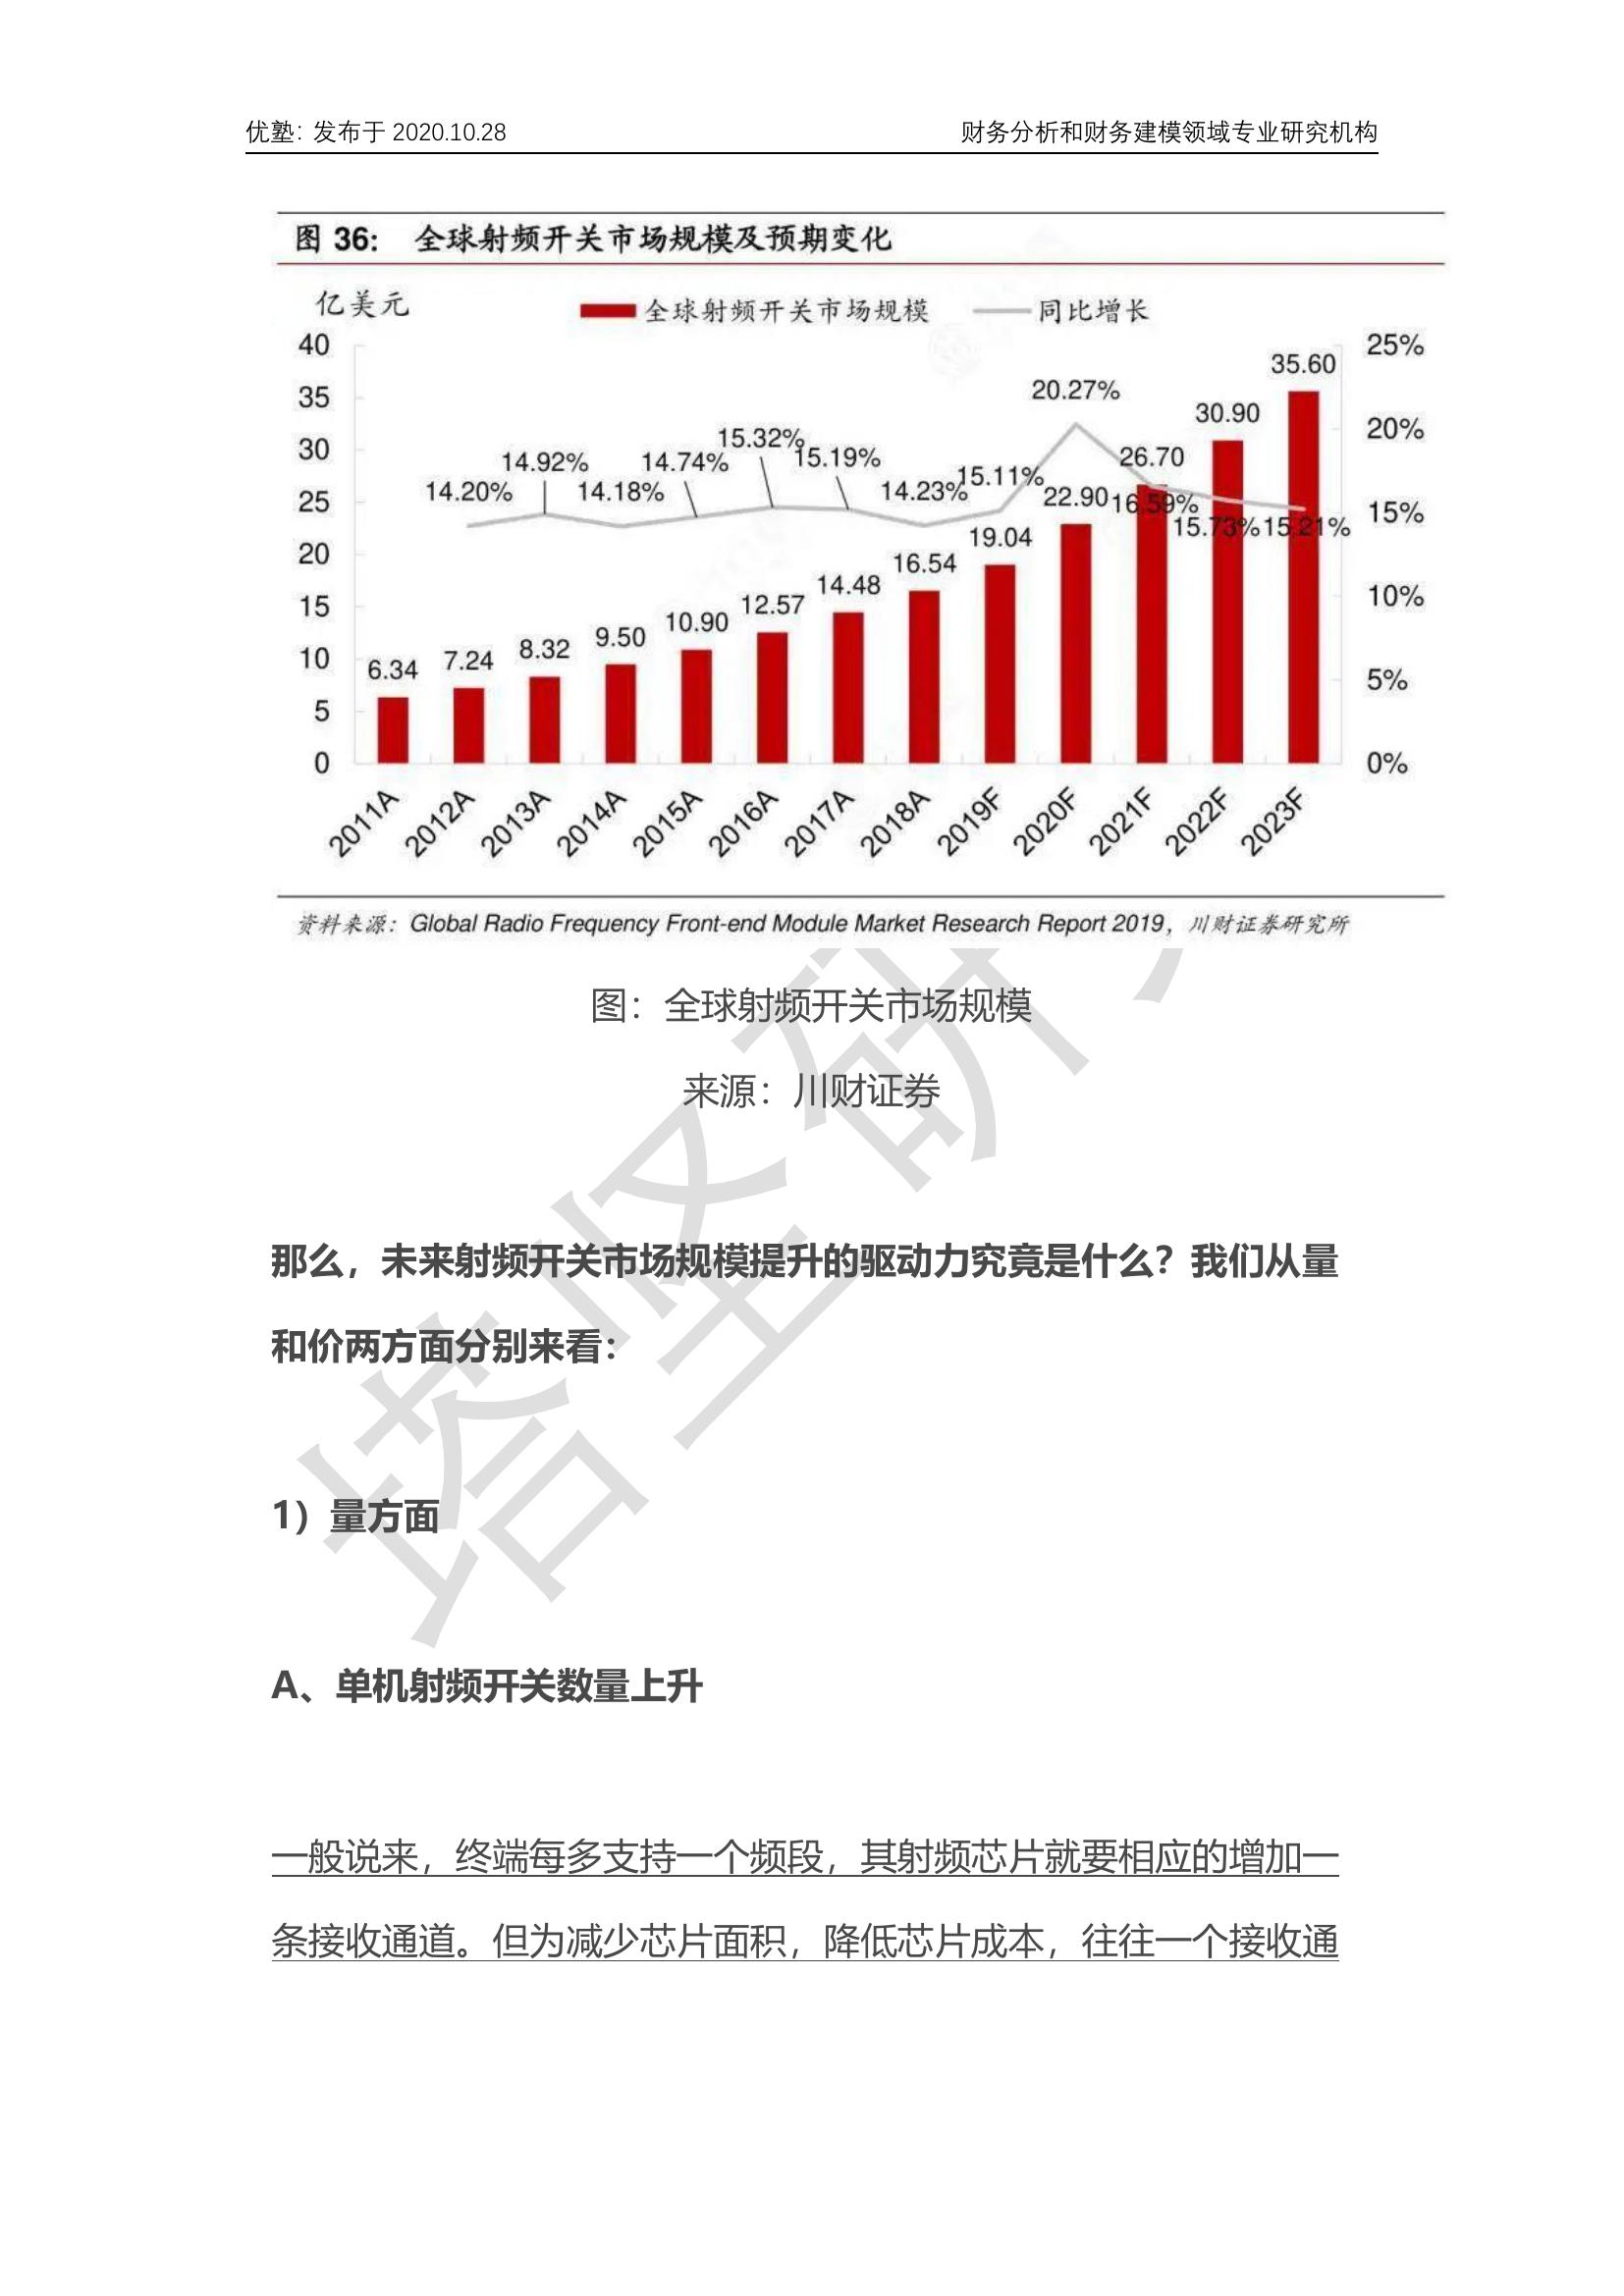 优塾：发布于 2020.10.28 财务分析和财务建模领域专业研究机构
图 36： 全球射频开关市场规模及预期变化
亿美元 全球射频开关市场规模 同比增长
40 25%
35.60
35 20.27%
30.90 20%
30 14.92% 14.74% 15.32% 15.19% 26.70
14.20% 14.18% 14.23% 15.11%
25 22.90 16.59% 15.73% 15.21% 15%
19.04
20 16.54
14.48 10%
15 12.57
10.90
9.50
10 8.32
7.24 5%
6.34
5
0 0%
2011A 2012A 2013A 2014A 2015A 2016A 2017A 2018A 2019F 2020F 2021F 2022F 2023F
资料来源：Global Radio Frequency Front-end Module Market Research Report 2019，川财证券研究所
图：全球射频开关市场规模
来源：川财证券
那么，未来射频开关市场规模提升的驱动力究竟是什么？我们从量
和价两方面分别来看：
1）量方面
A、单机射频开关数量上升
一般说来，终端每多支持一个频段，其射频芯片就要相应的增加一
条接收通道。但为减少芯片面积，降低芯片成本，往往一个接收通
塔坚研